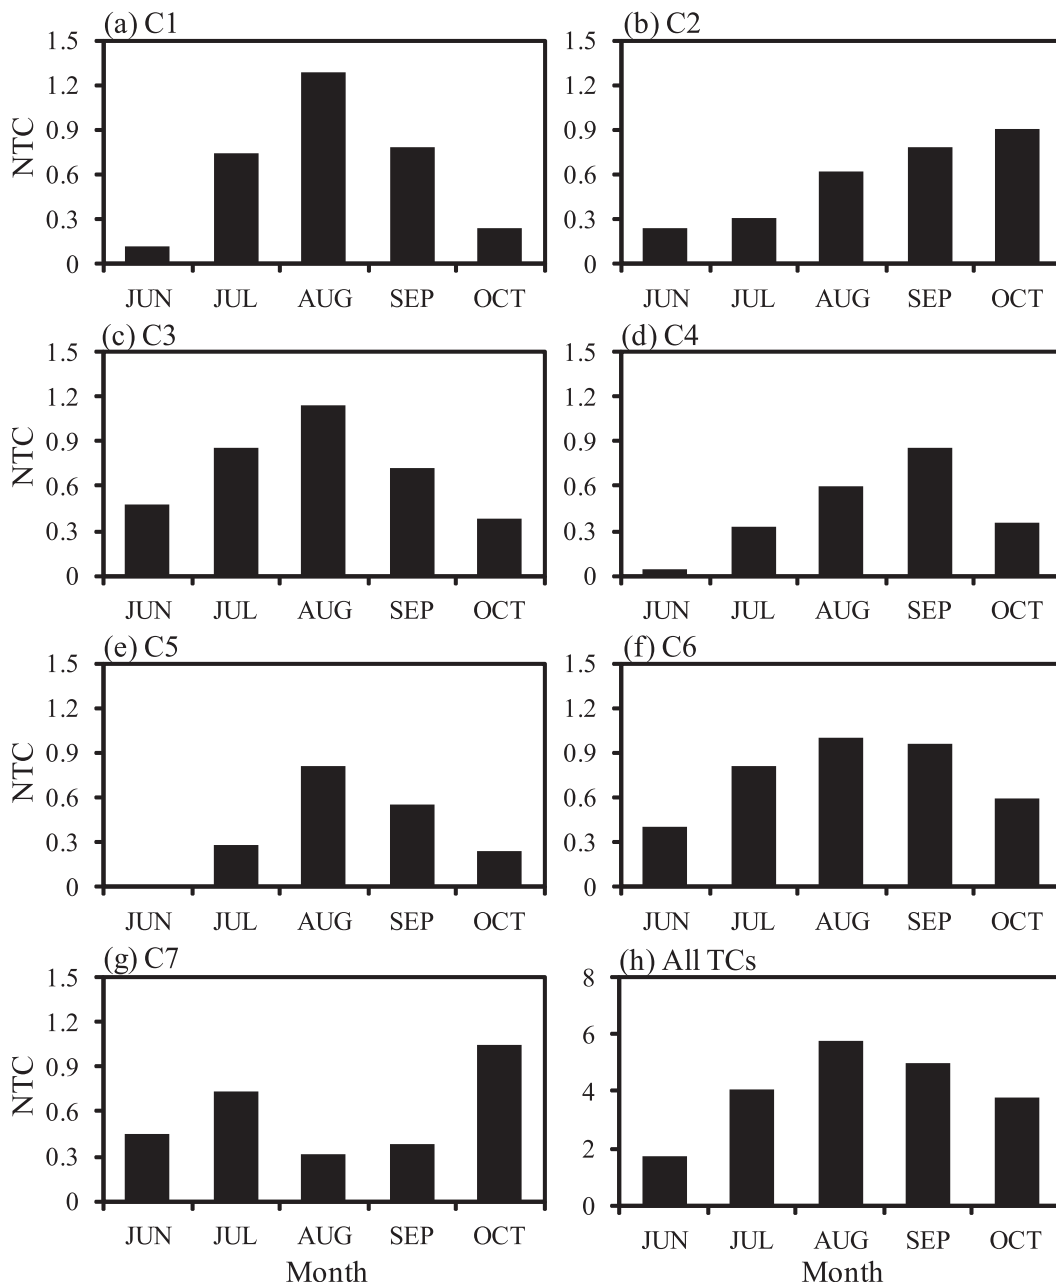 (a) C1
(b) C2
NTC
1.5
1.2
0.9
0.6
0.3
0
JUN JUL AUG SEP OCT
1.5
1.2
0.9
0.6
0.3
0
JUN JUL AUG SEP OCT
(c) C3
(d) C4
NTC
1.5
1.2
0.9
0.6
0.3
0
JUN JUL AUG SEP OCT
1.5
1.2
0.9
0.6
0.3
0
JUN JUL AUG SEP OCT
(e) C5
(f) C6
NTC
1.5
1.2
0.9
0.6
0.3
0
JUN JUL AUG SEP OCT
1.5
1.2
0.9
0.6
0.3
0
JUN JUL AUG SEP OCT
(g) C7
(h) All TCs
NTC
1.5
1.2
0.9
0.6
0.3
0
JUN JUL AUG SEP OCT
Month
8
6
4
2
0
JUN JUL AUG SEP OCT
Month